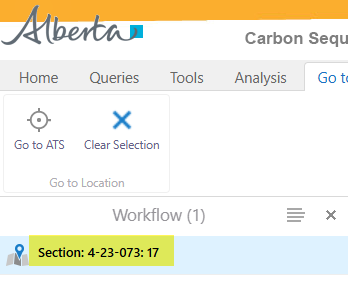 Alberta
Carbon Sequ
Home Queries Tools Analysis Go to
Go to ATS Clear Selection
Go to Location
Workflow (1)
Section: 4-23-073: 17